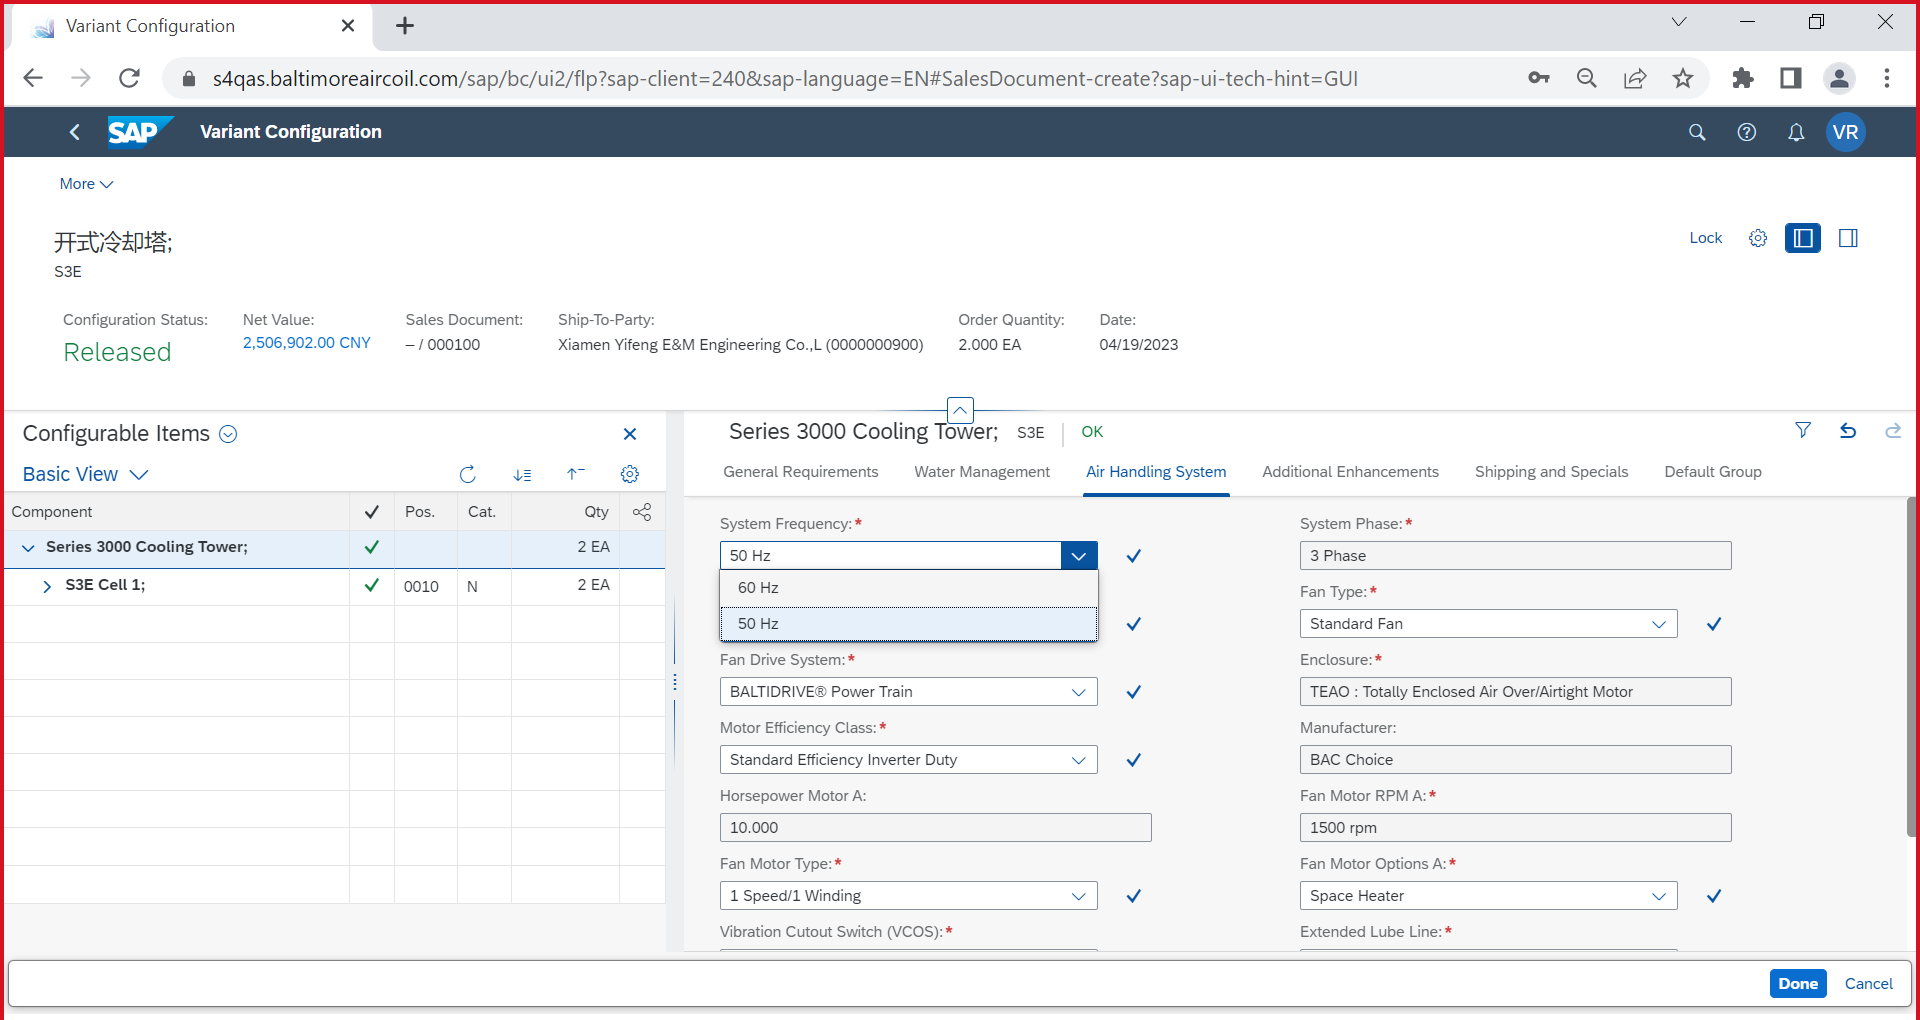 Variant Configuration
s4qas.baltimoreaircoil.com/sap/bc/ui2/flp?sap-client=240&sap-language=EN#SalesDocument-create?sap-ui-tech-hint=GUI
SAP Variant Configuration VR
More
开式冷却塔;
S3E
Lock
Configuration Status: Net Value: Sales Document: Ship-To-Party: Order Quantity: Date:
Released 2,506,902.00 CNY – / 000100 Xiamen Yifeng E&M Engineering Co.,L (0000000900) 2.000 EA 04/19/2023
Configurable Items
Basic View
Component Pos. Cat. Qty
Series 3000 Cooling Tower; 2 EA
S3E Cell 1; 0010 N 2 EA
Series 3000 Cooling Tower; S3E OK
General Requirements Water Management Air Handling System Additional Enhancements Shipping and Specials Default Group
System Frequency:* System Phase:*
50 Hz 3 Phase
60 Hz Fan Type:*
50 Hz Standard Fan
Fan Drive System:* Enclosure:*
BALTIDRIVE® Power Train TEAO : Totally Enclosed Air Over/Airtight Motor
Motor Efficiency Class:* Manufacturer:
Standard Efficiency Inverter Duty BAC Choice
Horsepower Motor A: Fan Motor RPM A:*
10.000 1500 rpm
Fan Motor Type:* Fan Motor Options A:*
1 Speed/1 Winding Space Heater
Vibration Cutout Switch (VCOS):* Extended Lube Line:*
Done Cancel